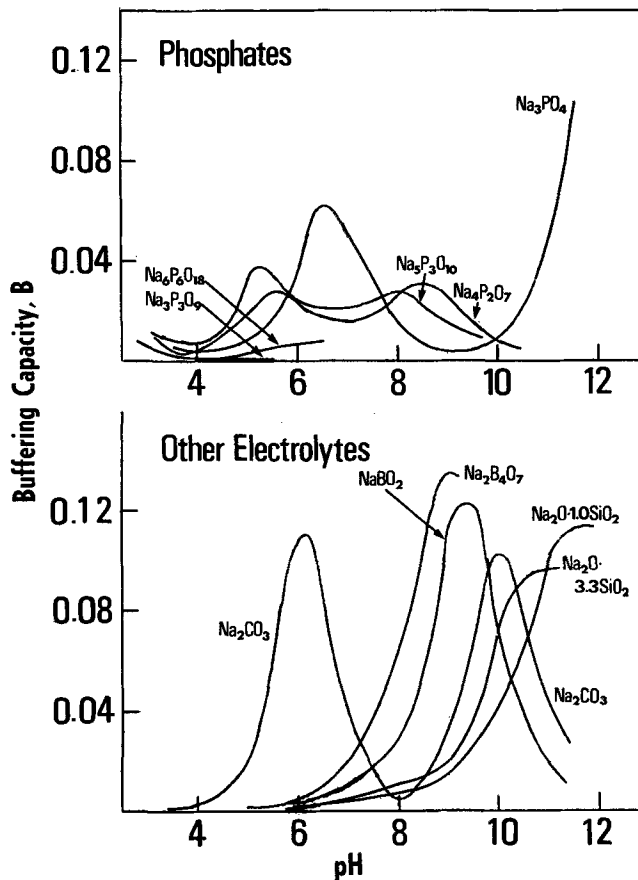 Phosphates
0.12
0.08
0.04
Na₃PO₄
Na₆P₆O₁₈
Na₃P₃O₉
Na₅P₃O₁₀
Na₄P₂O₇
4 6 8 10 12
Buffering Capacity, B
Other Electrolytes
0.12
0.08
0.04
Na₂CO₃
NaBO₂
Na₂B₄O₇
Na₂O·1.0SiO₂
Na₂O·
3.3SiO₂
Na₂CO₃
4 6 8 10 12
pH